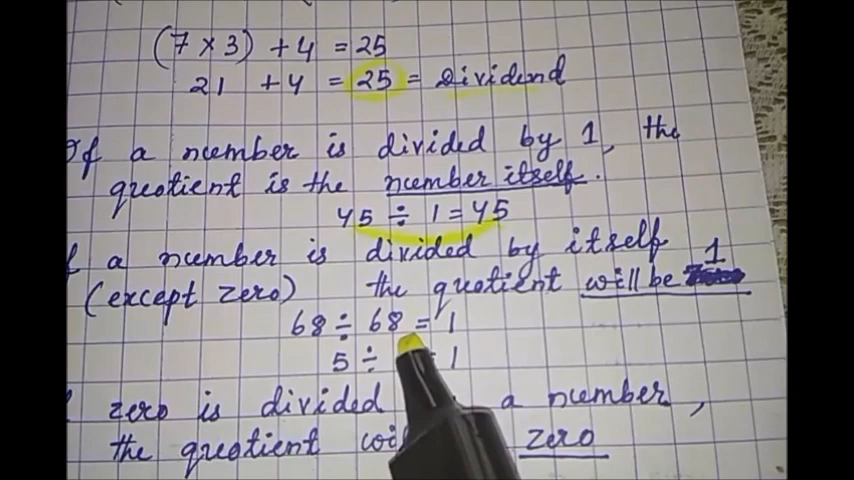 (7 × 3) + 4 = 25
21 + 4 = 25 = Dividend
If a number is divided by 1, the
quotient is the number itself.
45 ÷ 1 = 45
a number is divided by itself
(except zero) the quotient will be 1
68 ÷ 68 = 1
5 ÷ 1
zero is divided a number,
the quotient zero